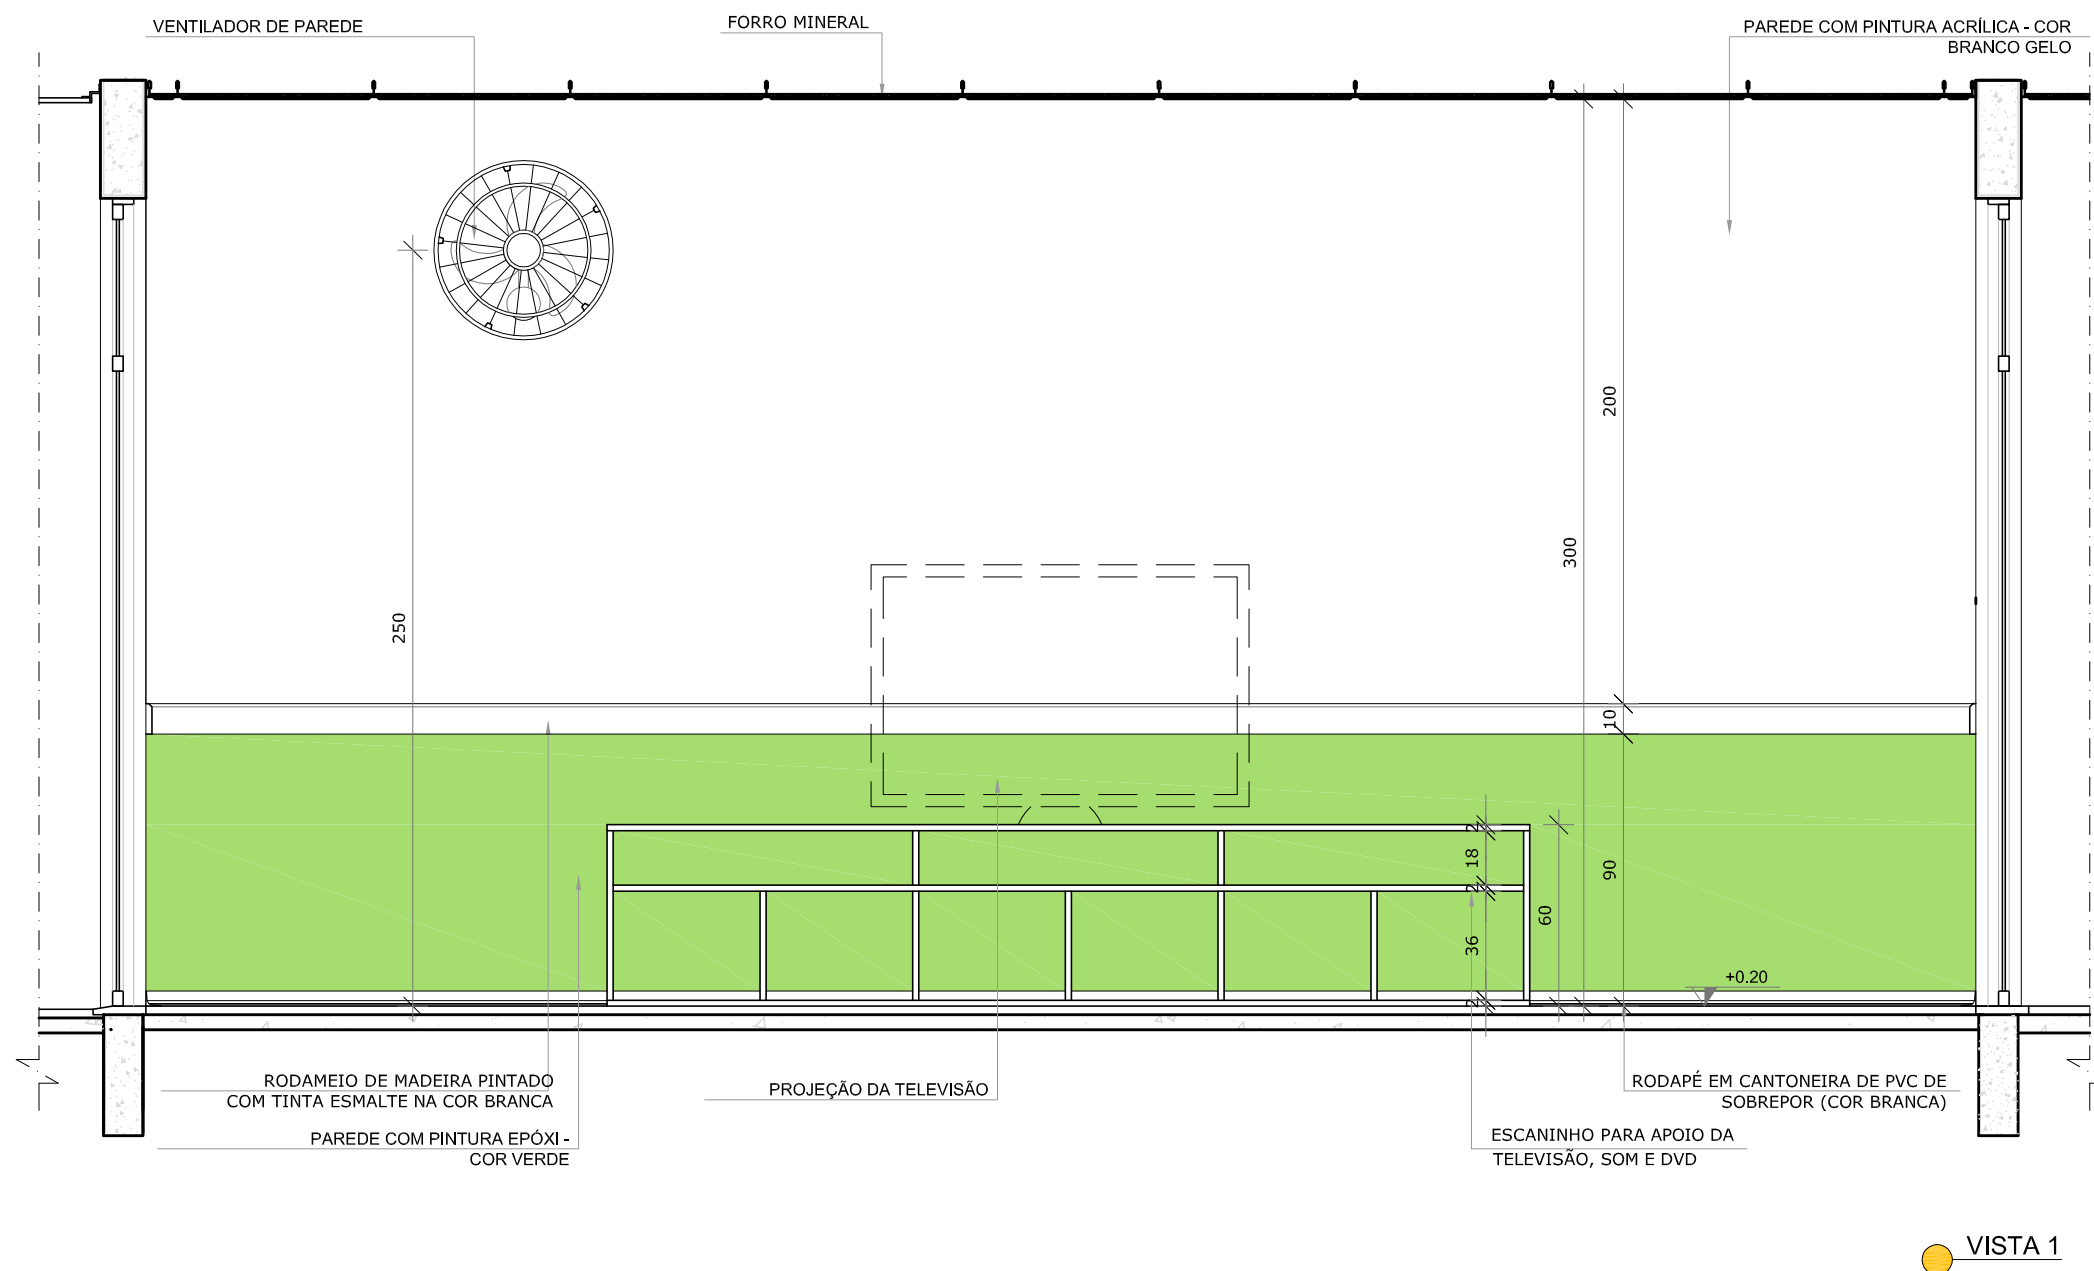 VENTILADOR DE PAREDE
FORRO MINERAL
PAREDE COM PINTURA ACRÍLICA - COR
BRANCO GELO
200
300
250
10
2
18
2
90
60
36
2
+0.20
RODAMEIO DE MADEIRA PINTADO
COM TINTA ESMALTE NA COR BRANCA
PROJEÇÃO DA TELEVISÃO
RODAPÉ EM CANTONEIRA DE PVC DE
SOBREPOR (COR BRANCA)
PAREDE COM PINTURA EPÓXI -
COR VERDE
ESCANINHO PARA APOIO DA
TELEVISÃO, SOM E DVD
VISTA 1